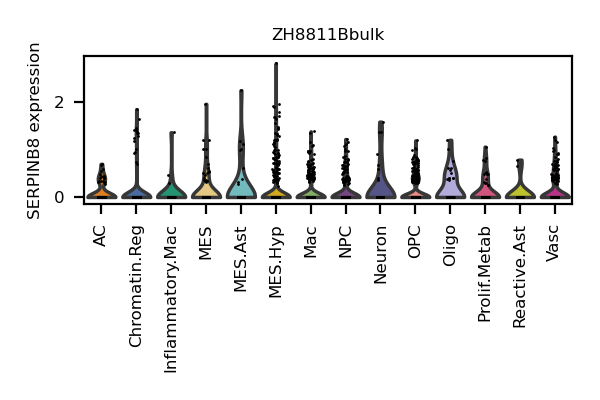 ZH8811Bbulk
SERPINB8 expression
2
0
AC
Chromatin.Reg
Inflammatory.Mac
MES
MES.Ast
MES.Hyp
Mac
NPC
Neuron
OPC
Oligo
Prolif.Metab
Reactive.Ast
Vasc